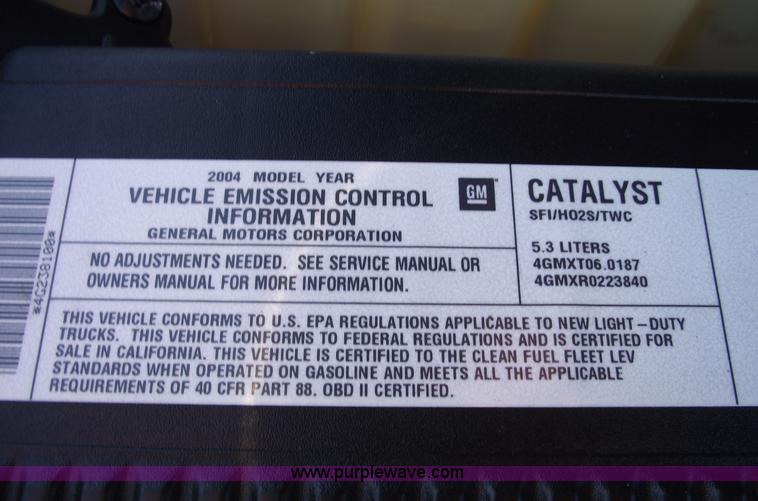 2004 MODEL YEAR
VEHICLE EMISSION CONTROL
INFORMATION
GENERAL MOTORS CORPORATION
GM
NO ADJUSTMENTS NEEDED. SEE SERVICE MANUAL OR
OWNERS MANUAL FOR MORE INFORMATION.
CATALYST
SFI/HO2S/TWC
5.3 LITERS
4GMXT06.0187
4GMXR0223840
THIS VEHICLE CONFORMS TO U.S. EPA REGULATIONS APPLICABLE TO NEW LIGHT-DUTY
TRUCKS. THIS VEHICLE CONFORMS TO FEDERAL REGULATIONS AND IS CERTIFIED FOR
SALE IN CALIFORNIA. THIS VEHICLE IS CERTIFIED TO THE CLEAN FUEL FLEET LEV
STANDARDS WHEN OPERATED ON GASOLINE AND MEETS ALL THE APPLICABLE
REQUIREMENTS OF 40 CFR PART 88. OBD II CERTIFIED.
*4G238100*
www.purplewave.com